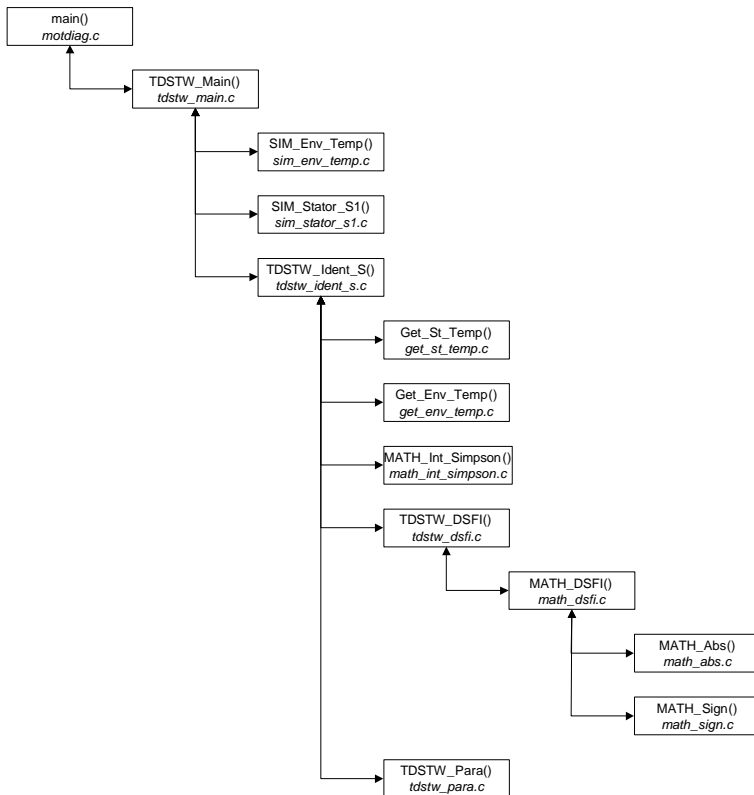 main()
motdiag.c
TDSTW_Main()
tdstw_main.c
SIM_Env_Temp()
sim_env_temp.c
SIM_Stator_S1()
sim_stator_s1.c
TDSTW_Ident_S()
tdstw_ident_s.c
Get_St_Temp()
get_st_temp.c
Get_Env_Temp()
get_env_temp.c
MATH_Int_Simpson()
math_int_simpson.c
TDSTW_DSFI()
tdstw_dsfi.c
MATH_DSFI()
math_dsfi.c
MATH_Abs()
math_abs.c
MATH_Sign()
math_sign.c
TDSTW_Para()
tdstw_para.c